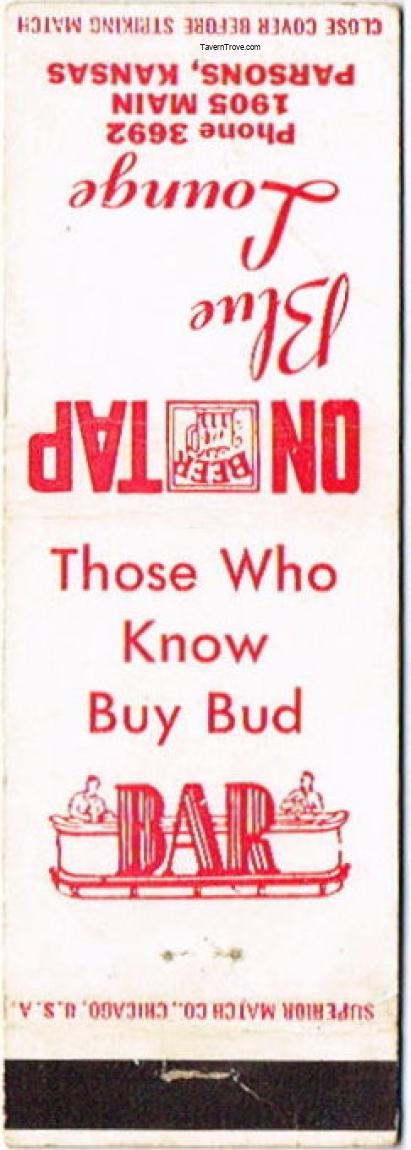 CLOSE COVER BEFORE STRIKING MATCH
TavernTrove.com
PARSONS, KANSAS
1905 MAIN
Phone 3692
Blue
Lounge
ON BEER TAP
Those Who
Know
Buy Bud
BAR
SUPERIOR MATCH CO., CHICAGO, U.S.A.